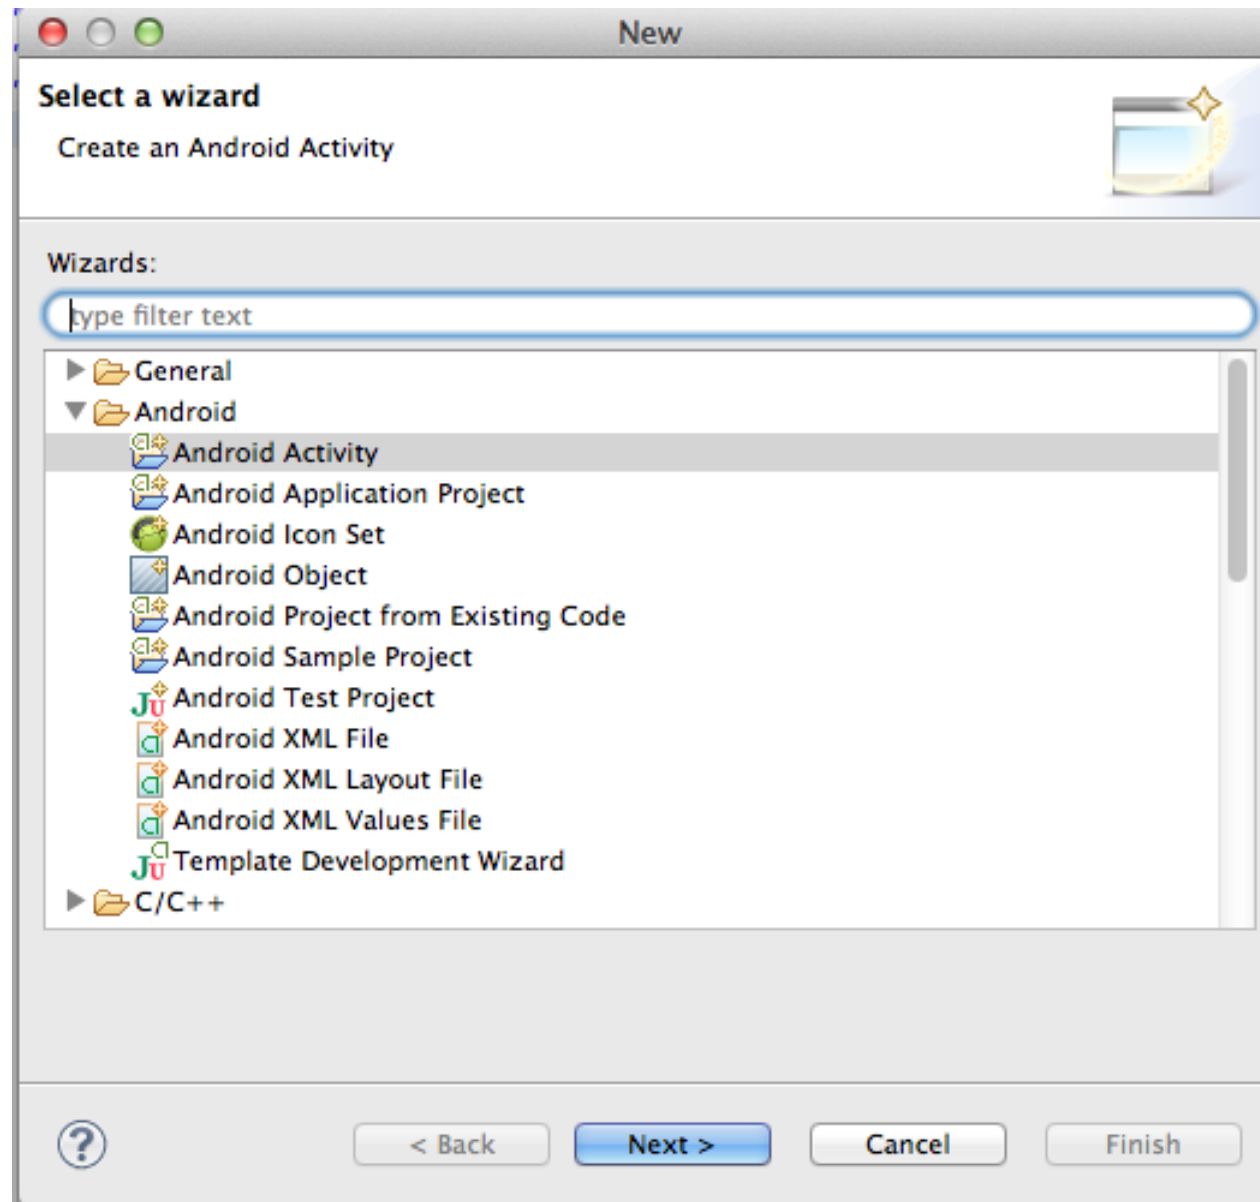 New
Select a wizard
Create an Android Activity
Wizards:
type filter text
General
Android
Android Activity
Android Application Project
Android Icon Set
Android Object
Android Project from Existing Code
Android Sample Project
Android Test Project
Android XML File
Android XML Layout File
Android XML Values File
Template Development Wizard
C/C++
? < Back Next > Cancel Finish